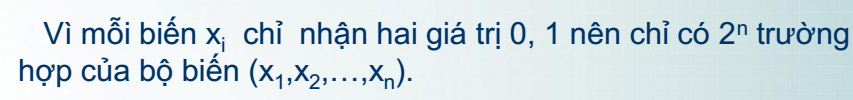 Vì mỗi biến xᵢ chỉ nhận hai giá trị 0, 1 nên chỉ có 2ⁿ trường
hợp của bộ biến (x₁,x₂,…,xₙ).